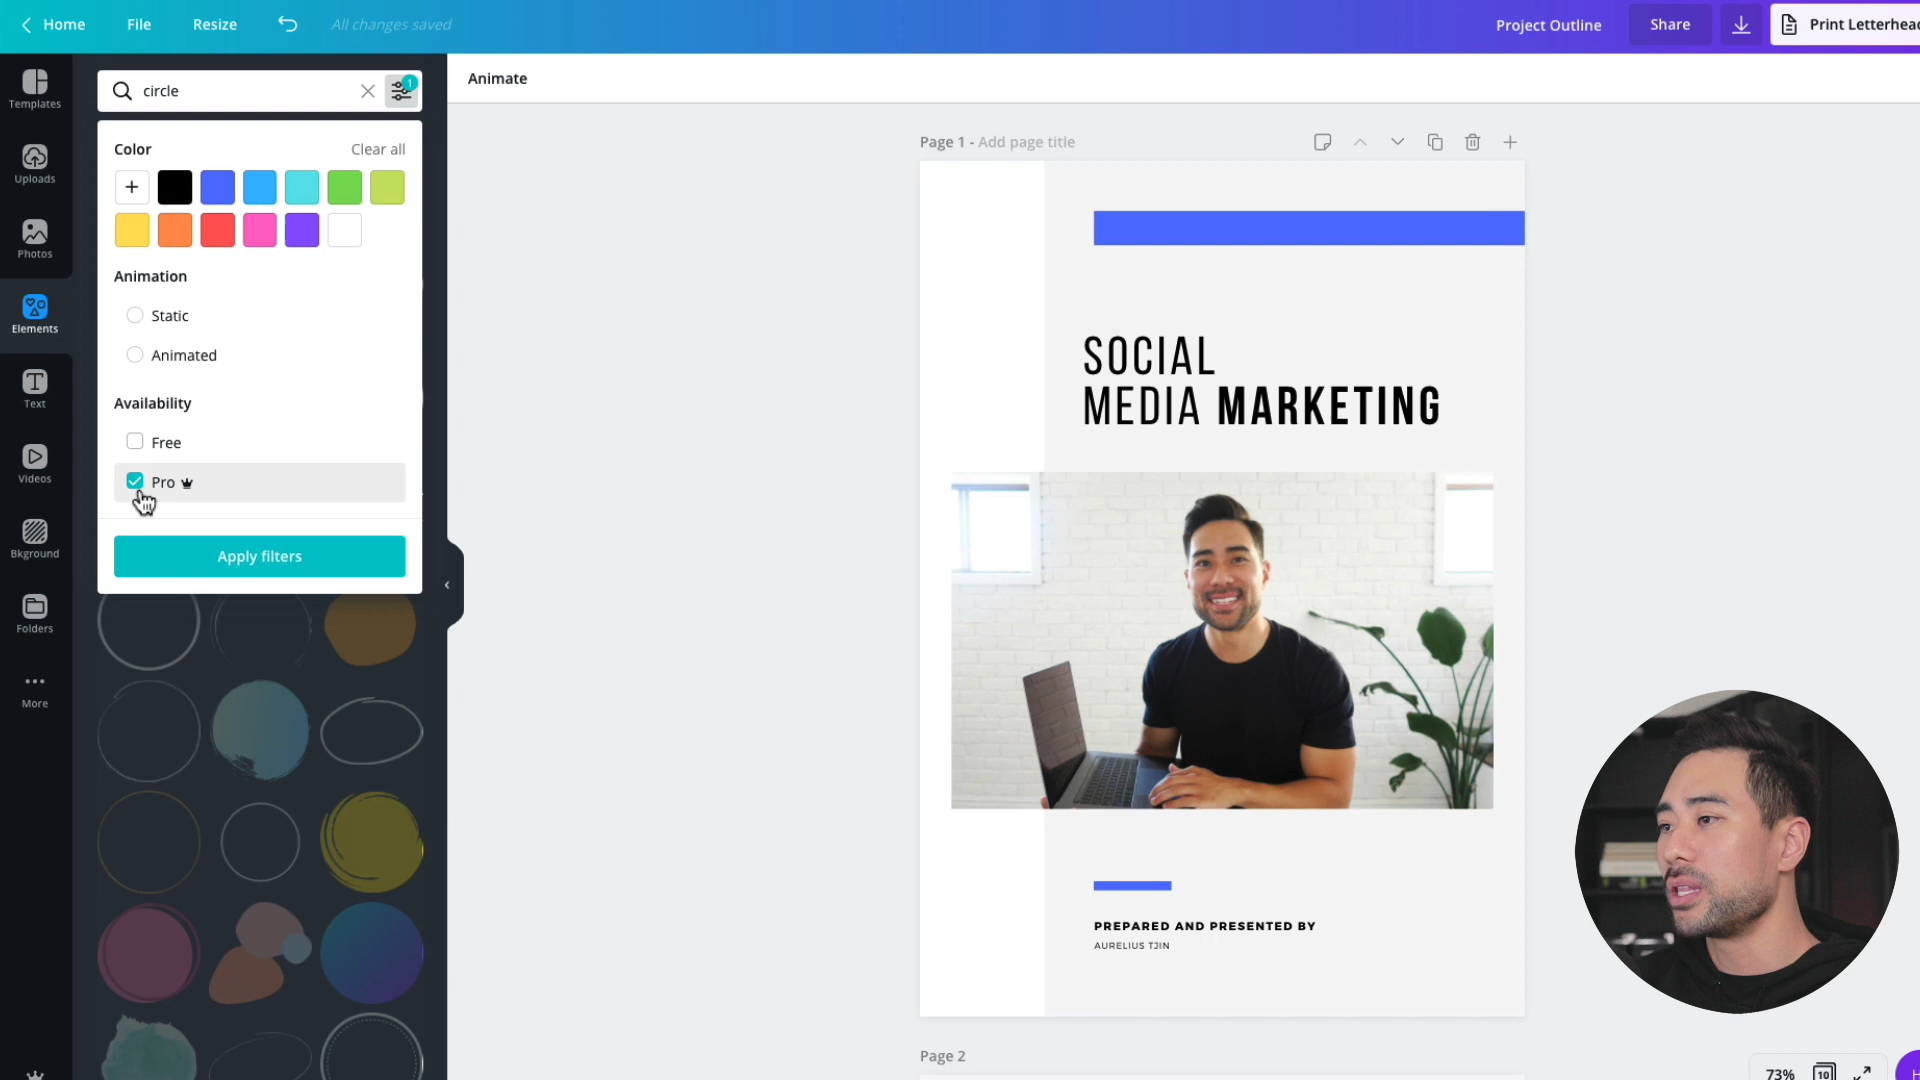 Home
File
Resize
All changes saved
Project Outline
Share
Print Letterhead
Templates
Uploads
Photos
Elements
Text
Videos
Bkground
Folders
More
circle
1
Color
Clear all
Animation
Static
Animated
Availability
Free
Pro
Apply filters
Animate
Page 1 - Add page title
SOCIAL
MEDIA MARKETING
PREPARED AND PRESENTED BY
AURELIUS TJIN
Page 2
73%
10
H